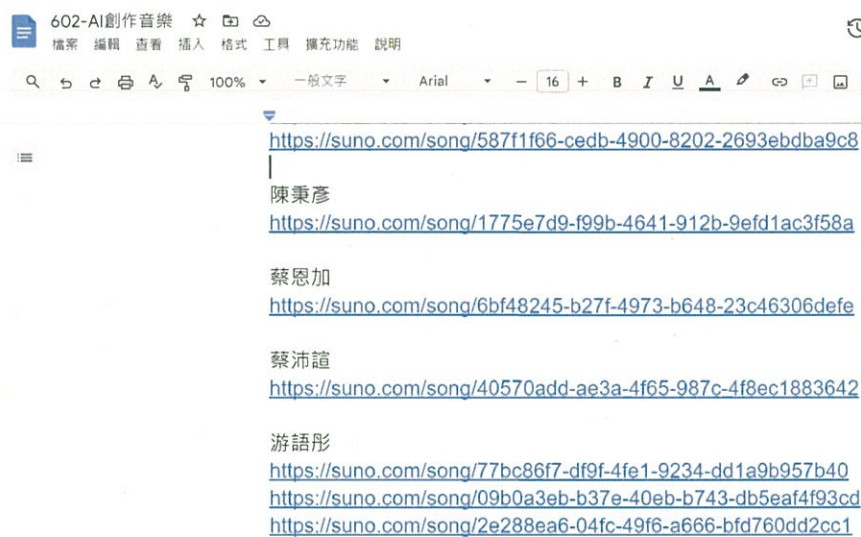 602-AI創作音樂
檔案 編輯 查看 插入 格式 工具 擴充功能 說明
100% 一般文字 Arial 16 B I U A
https://suno.com/song/587f1f66-cedb-4900-8202-2693ebdba9c8
陳秉彥
https://suno.com/song/1775e7d9-f99b-4641-912b-9efd1ac3f58a
蔡恩加
https://suno.com/song/6bf48245-b27f-4973-b648-23c46306defe
蔡沛諠
https://suno.com/song/40570add-ae3a-4f65-987c-4f8ec1883642
游語彤
https://suno.com/song/77bc86f7-df9f-4fe1-9234-dd1a9b957b40
https://suno.com/song/09b0a3eb-b37e-40eb-b743-db5eaf4f93cd
https://suno.com/song/2e288ea6-04fc-49f6-a666-bfd760dd2cc1